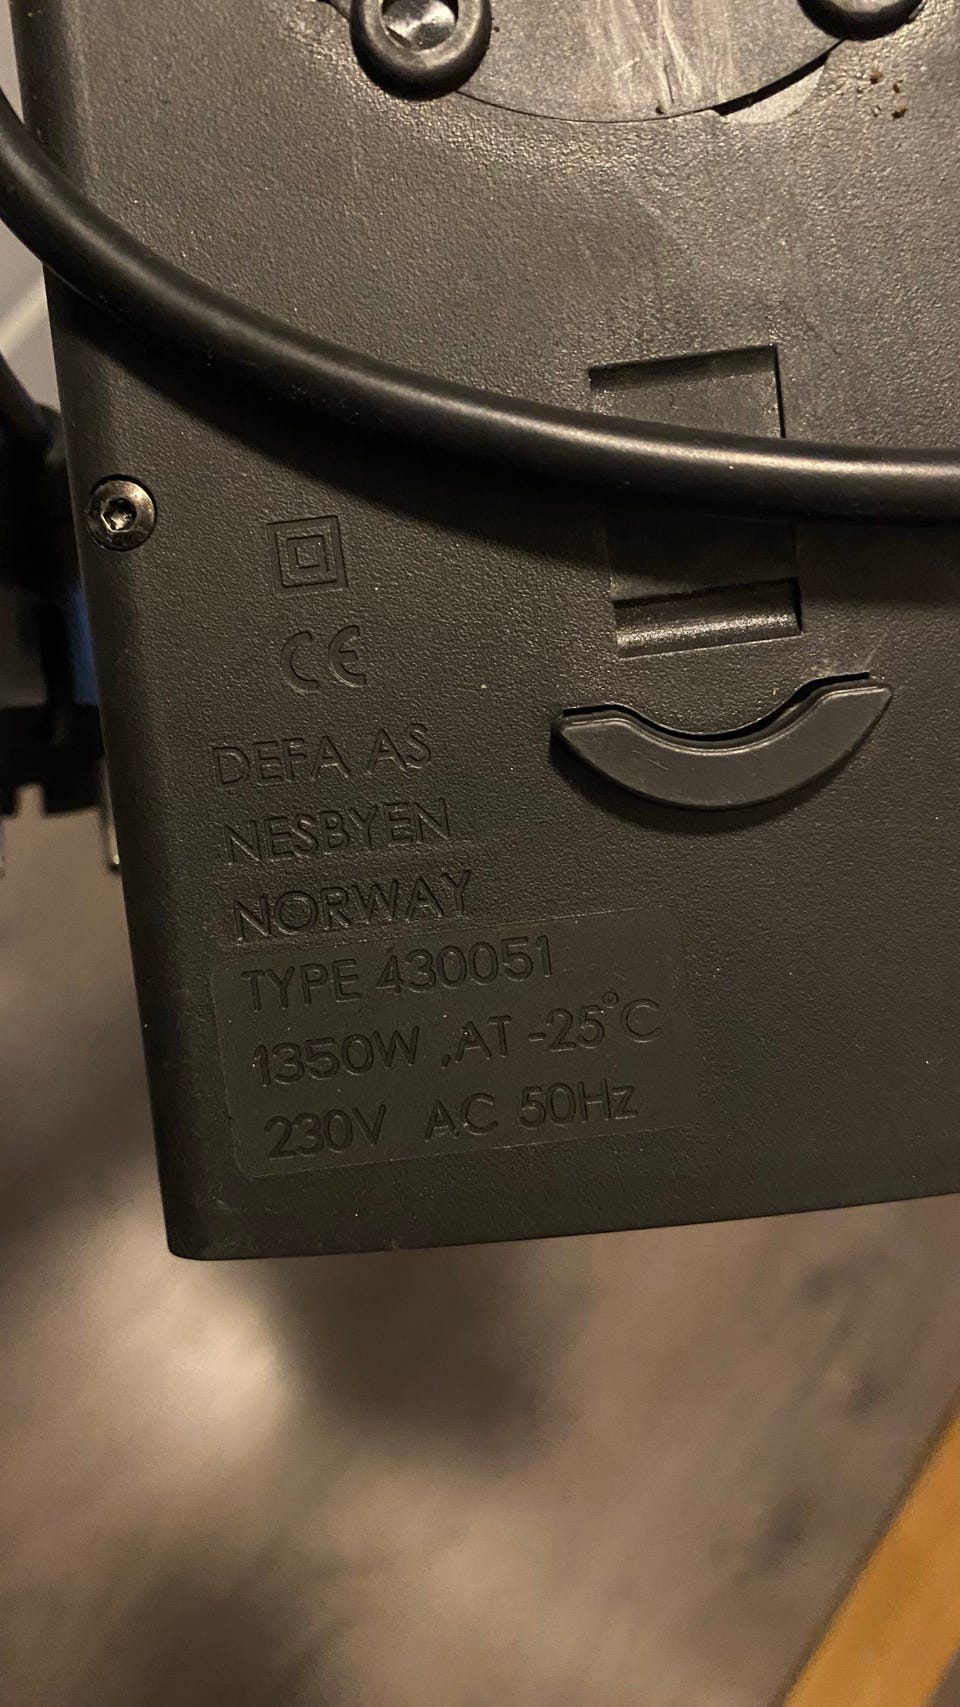 CE
DEFA AS
NESBYEN
NORWAY
TYPE 430051
1350W ,AT -25°C
230V AC 50Hz